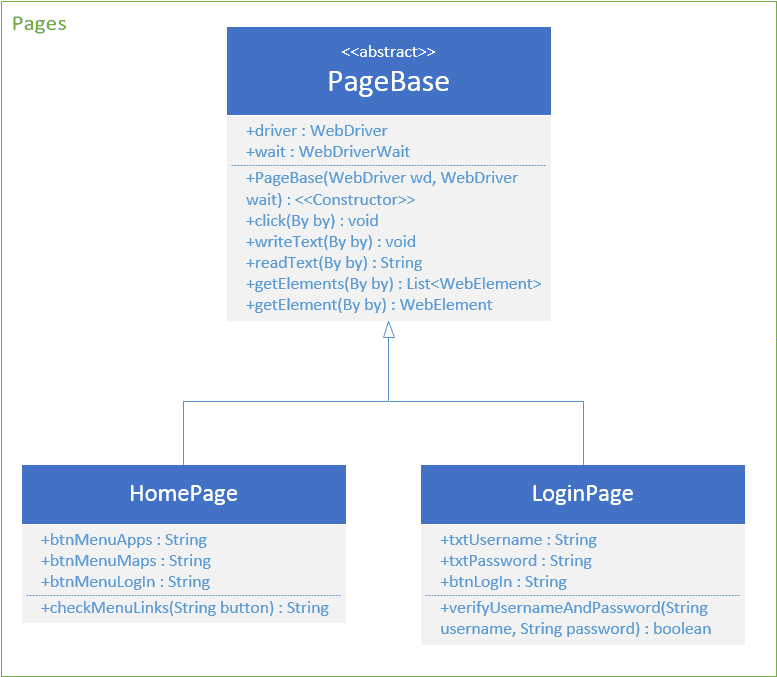 Pages
<<abstract>>
PageBase
+driver : WebDriver
+wait : WebDriverWait
+PageBase(WebDriver wd, WebDriver
wait) : <<Constructor>>
+click(By by) : void
+writeText(By by) : void
+readText(By by) : String
+getElements(By by) : List<WebElement>
+getElement(By by) : WebElement
HomePage
+btnMenuApps : String
+btnMenuMaps : String
+btnMenuLogIn : String
+checkMenuLinks(String button) : String
LoginPage
+txtUsername : String
+txtPassword : String
+btnLogIn : String
+verifyUsernameAndPassword(String
username, String password) : boolean